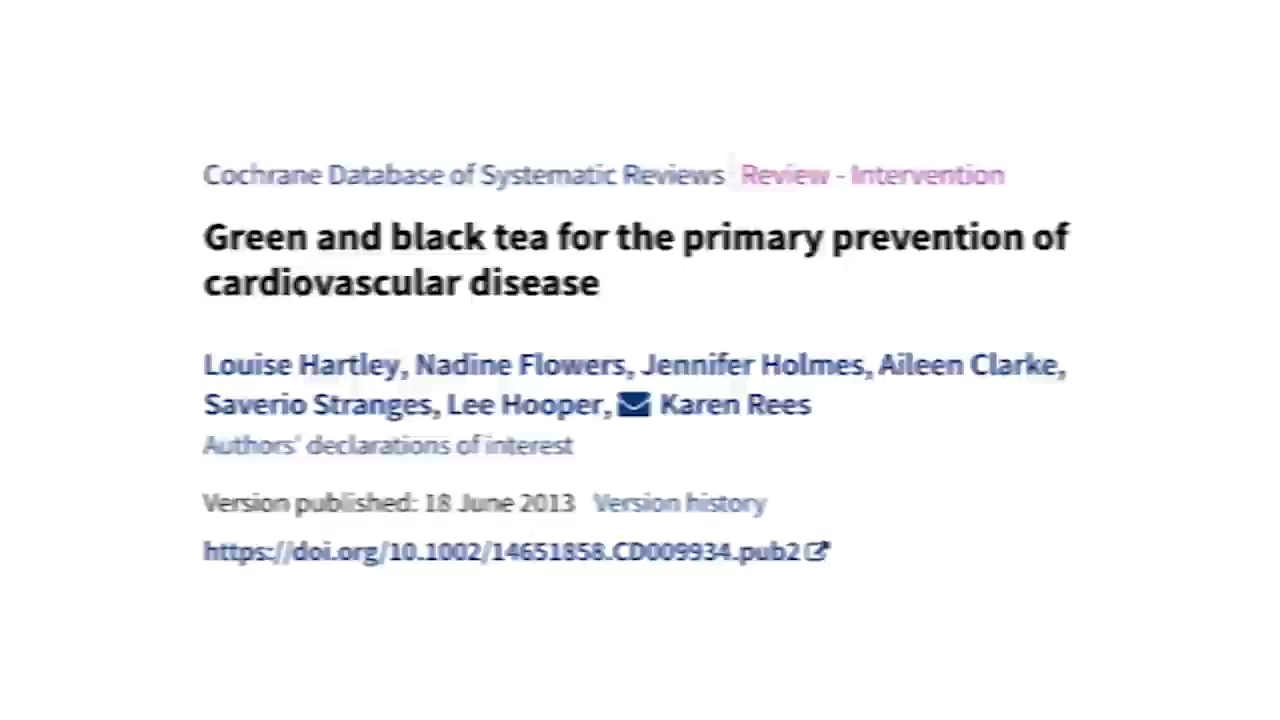 Cochrane Database of Systematic Reviews Review - Intervention
Green and black tea for the primary prevention of
cardiovascular disease
Louise Hartley, Nadine Flowers, Jennifer Holmes, Aileen Clarke,
Saverio Stranges, Lee Hooper, Karen Rees
Authors' declarations of interest
Version published: 18 June 2013 Version history
https://doi.org/10.1002/14651858.CD009934.pub2